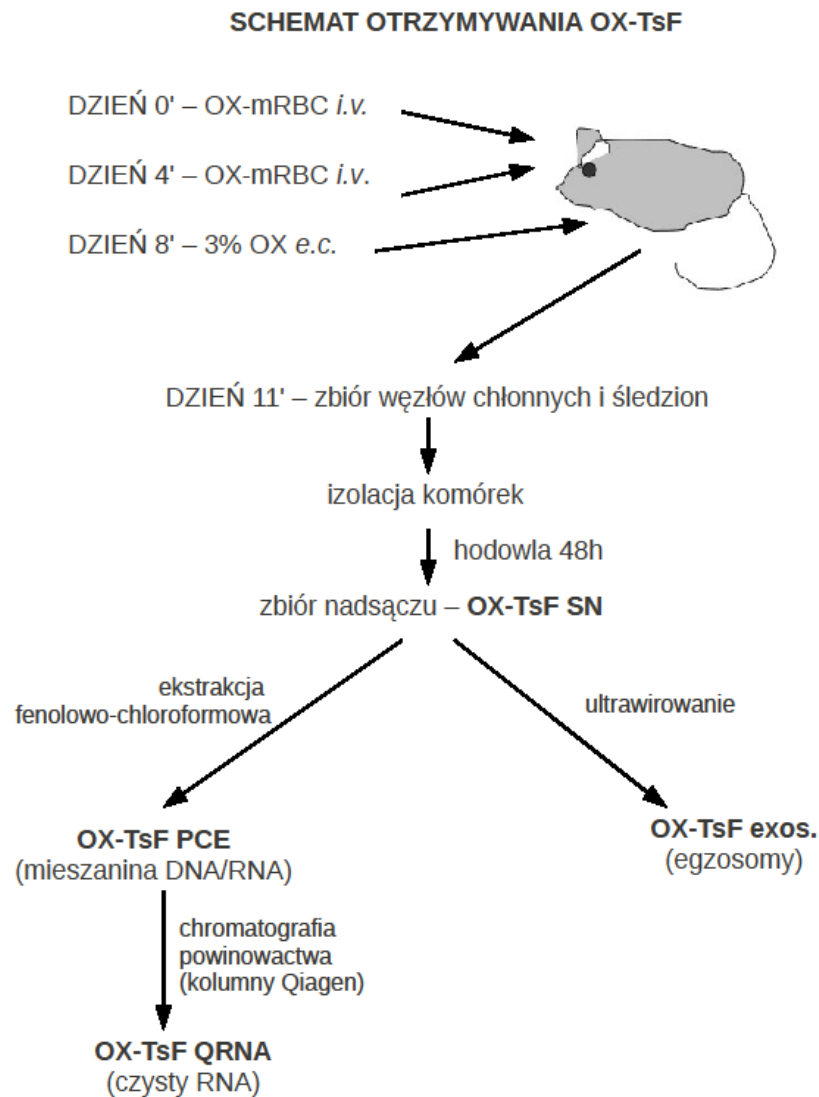 SCHEMAT OTRZYMYWANIA OX-TsF
DZIEŃ 0' – OX-mRBC i.v.
DZIEŃ 4' – OX-mRBC i.v.
DZIEŃ 8' – 3% OX e.c.
DZIEŃ 11' – zbiór węzłów chłonnych i śledzion
izolacja komórek
hodowla 48h
zbiór nadsączu – OX-TsF SN
ekstrakcja
fenolowo-chloroformowa
ultrawirowanie
OX-TsF PCE
(mieszanina DNA/RNA)
OX-TsF exos.
(egzosomy)
chromatografia
powinowactwa
(kolumny Qiagen)
OX-TsF QRNA
(czysty RNA)